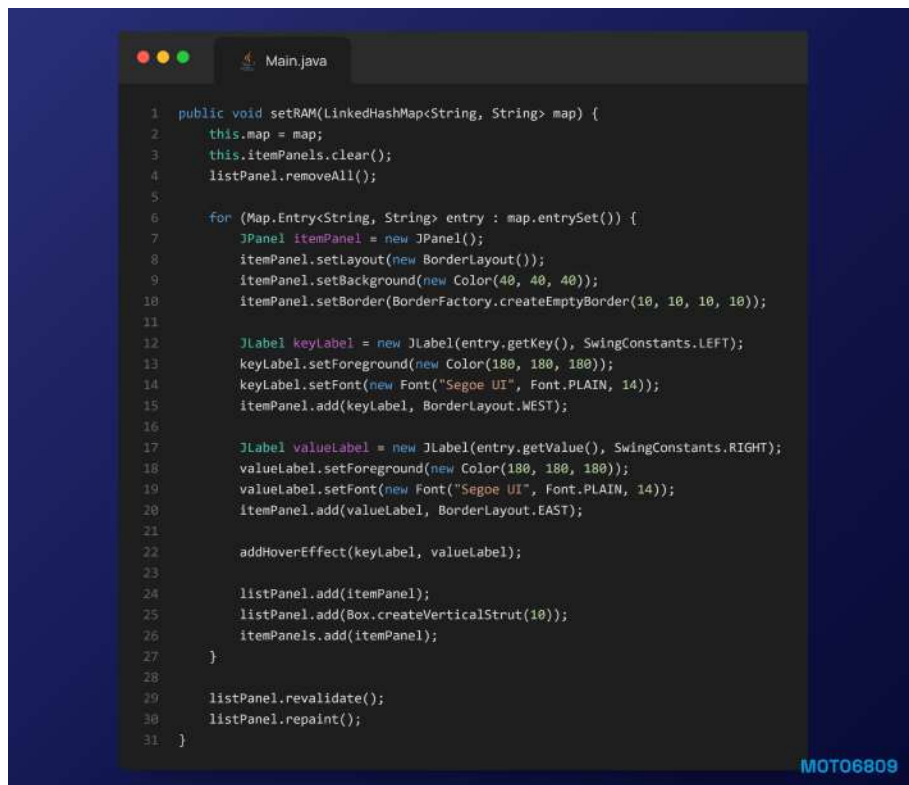 Main.java
1 public void setRAM(LinkedHashMap<String, String> map) {
2 this.map = map;
3 this.itemPanels.clear();
4 listPanel.removeAll();
5
6 for (Map.Entry<String, String> entry : map.entrySet()) {
7 JPanel itemPanel = new JPanel();
8 itemPanel.setLayout(new BorderLayout());
9 itemPanel.setBackground(new Color(40, 40, 40));
10 itemPanel.setBorder(BorderFactory.createEmptyBorder(10, 10, 10, 10));
11
12 JLabel keyLabel = new JLabel(entry.getKey(), SwingConstants.LEFT);
13 keyLabel.setForeground(new Color(180, 180, 180));
14 keyLabel.setFont(new Font("Segoe UI", Font.PLAIN, 14));
15 itemPanel.add(keyLabel, BorderLayout.WEST);
16
17 JLabel valueLabel = new JLabel(entry.getValue(), SwingConstants.RIGHT);
18 valueLabel.setForeground(new Color(180, 180, 180));
19 valueLabel.setFont(new Font("Segoe UI", Font.PLAIN, 14));
20 itemPanel.add(valueLabel, BorderLayout.EAST);
21
22 addHoverEffect(keyLabel, valueLabel);
23
24 listPanel.add(itemPanel);
25 listPanel.add(Box.createVerticalStrut(10));
26 itemPanels.add(itemPanel);
27 }
28
29 listPanel.revalidate();
30 listPanel.repaint();
31 }
MOTO6809